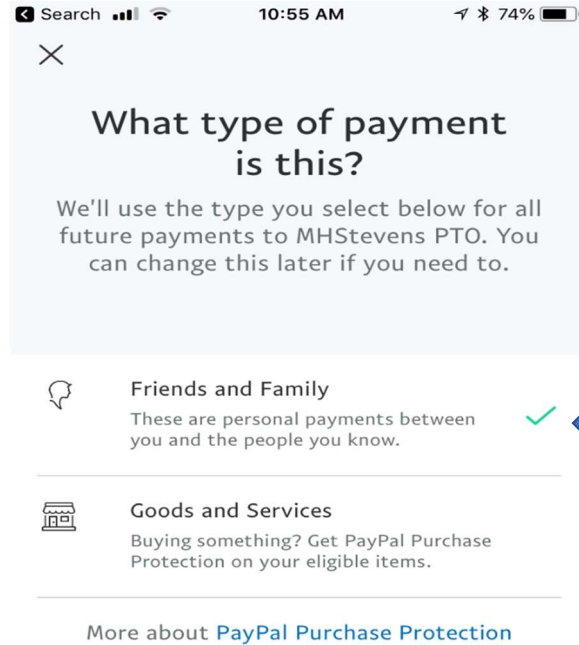 Search 10:55 AM 74%
What type of payment
is this?
We'll use the type you select below for all
future payments to MHStevens PTO. You
can change this later if you need to.
Friends and Family
These are personal payments between
you and the people you know.
Goods and Services
Buying something? Get PayPal Purchase
Protection on your eligible items.
More about PayPal Purchase Protection